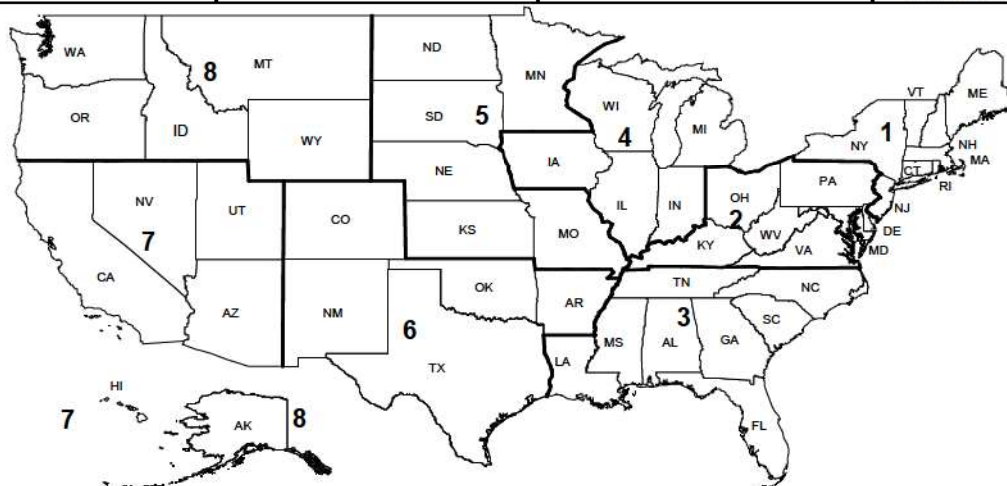 WA
MT
ND
MN
VT
ME
8
OR
ID
SD
5
WI
4
MI
1
NY
NH
MA
WY
IA
CT
RI
NE
PA
NV
UT
CO
IL
IN
OH
2
NJ
7
KS
MO
WV
DE
KY
VA
MD
CA
TN
NC
OK
AZ
NM
6
AR
3
SC
MS
AL
GA
TX
LA
HI
7
AK
8
FL